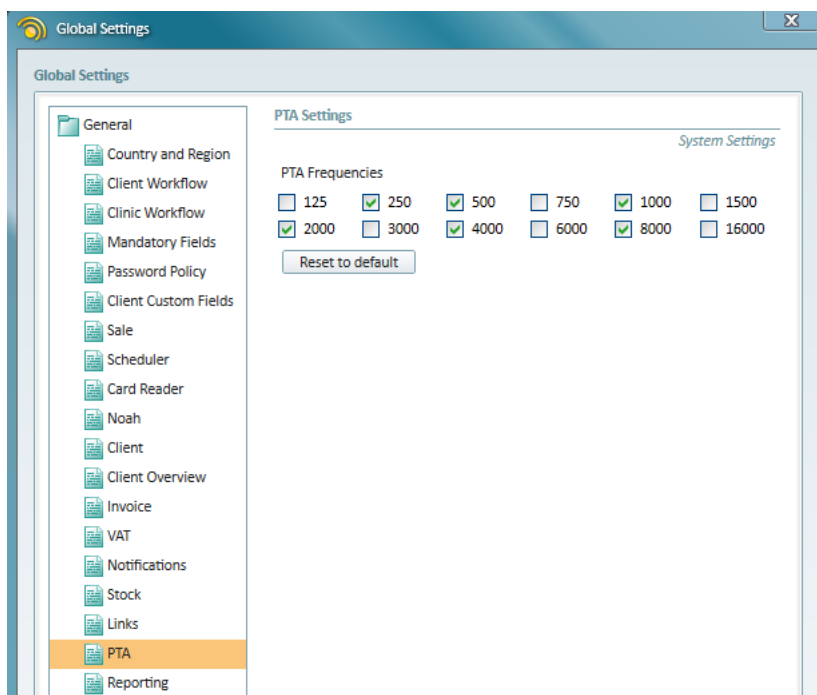 Global Settings
X
Global Settings
General
Country and Region
Client Workflow
Clinic Workflow
Mandatory Fields
Password Policy
Client Custom Fields
Sale
Scheduler
Card Reader
Noah
Client
Client Overview
Invoice
VAT
Notifications
Stock
Links
PTA
Reporting
PTA Settings
System Settings
PTA Frequencies
125 250 500 750 1000 1500
2000 3000 4000 6000 8000 16000
Reset to default